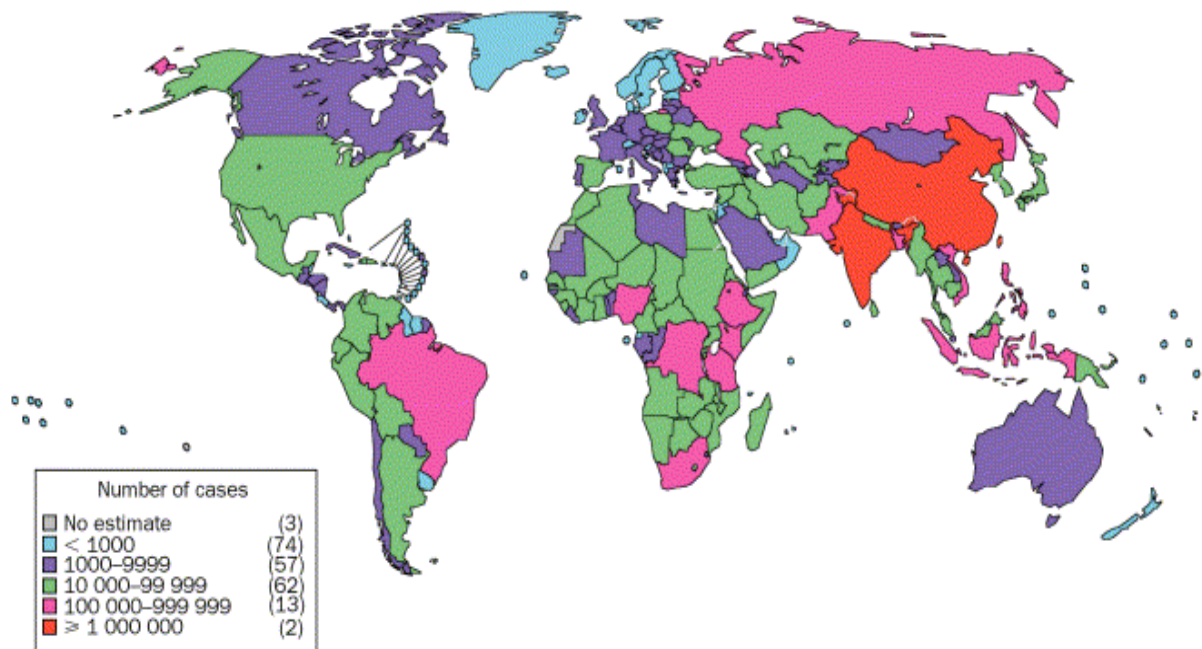 Number of cases
No estimate (3)
< 1000 (74)
1000–9999 (57)
10 000–99 999 (62)
100 000–999 999 (13)
⩾ 1 000 000 (2)